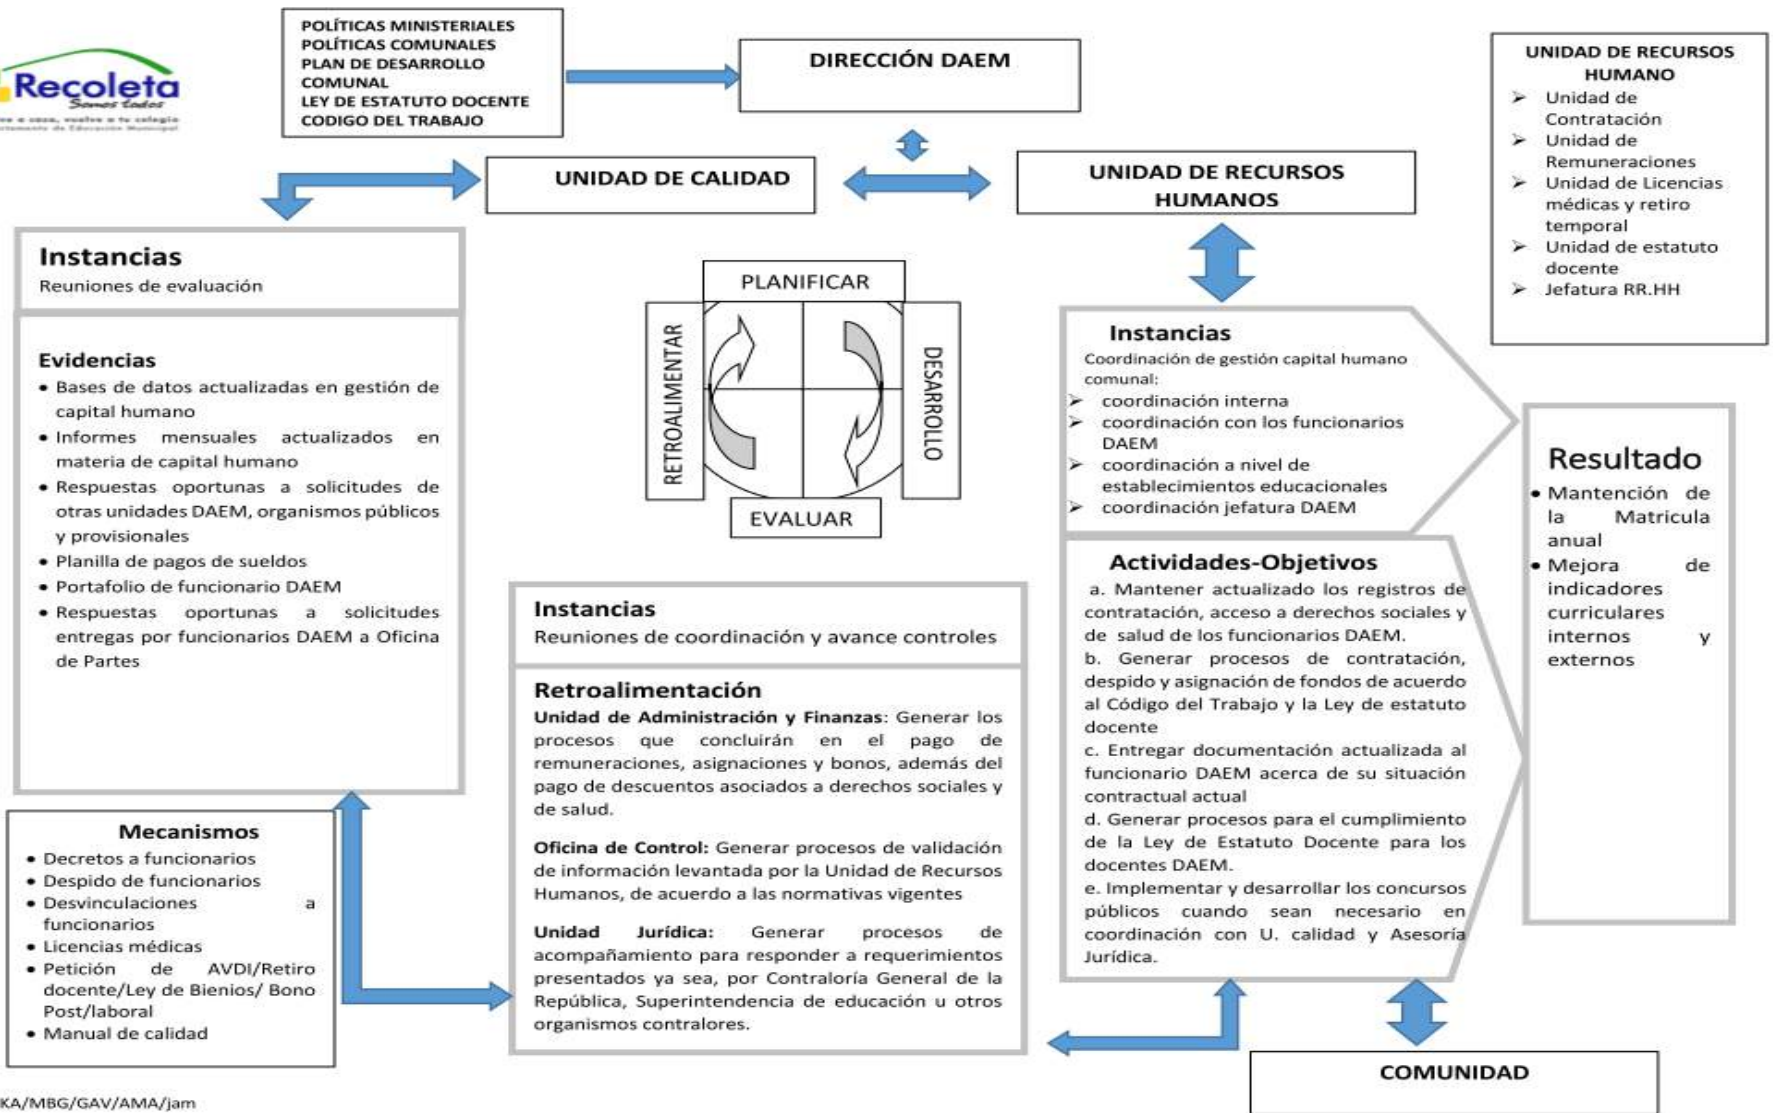 Recoleta
Somos todos
POLÍTICAS MINISTERIALES
POLÍTICAS COMUNALES
PLAN DE DESARROLLO
COMUNAL
LEY DE ESTATUTO DOCENTE
CODIGO DEL TRABAJO
DIRECCIÓN DAEM
UNIDAD DE RECURSOS
HUMANO
➢ Unidad de
Contratación
➢ Unidad de
Remuneraciones
➢ Unidad de Licencias
médicas y retiro
temporal
➢ Unidad de estatuto
docente
➢ Jefatura RR.HH
UNIDAD DE CALIDAD
UNIDAD DE RECURSOS
HUMANOS
Instancias
Reuniones de evaluación
Evidencias
• Bases de datos actualizadas en gestión de
capital humano
• Informes mensuales actualizados en
materia de capital humano
• Respuestas oportunas a solicitudes de
otras unidades DAEM, organismos públicos
y provisionales
• Planilla de pagos de sueldos
• Portafolio de funcionario DAEM
• Respuestas oportunas a solicitudes
entregas por funcionarios DAEM a Oficina
de Partes
PLANIFICAR
RETROALIMENTAR
DESARROLLO
EVALUAR
Instancias
Coordinación de gestión capital humano
comunal:
➢ coordinación interna
➢ coordinación con los funcionarios
DAEM
➢ coordinación a nivel de
establecimientos educacionales
➢ coordinación jefatura DAEM
Actividades-Objetivos
a. Mantener actualizado los registros de
contratación, acceso a derechos sociales y
de salud de los funcionarios DAEM.
b. Generar procesos de contratación,
despido y asignación de fondos de acuerdo
al Código del Trabajo y la Ley de estatuto
docente
c. Entregar documentación actualizada al
funcionario DAEM acerca de su situación
contractual actual
d. Generar procesos para el cumplimiento
de la Ley de Estatuto Docente para los
docentes DAEM.
e. Implementar y desarrollar los concursos
públicos cuando sean necesario en
coordinación con U. calidad y Asesoría
Jurídica.
Resultado
• Mantención de
la Matricula
anual
• Mejora de
indicadores
curriculares
internos y
externos
Instancias
Reuniones de coordinación y avance controles
Retroalimentación
Unidad de Administración y Finanzas: Generar los
procesos que concluirán en el pago de
remuneraciones, asignaciones y bonos, además del
pago de descuentos asociados a derechos sociales y
de salud.
Oficina de Control: Generar procesos de validación
de información levantada por la Unidad de Recursos
Humanos, de acuerdo a las normativas vigentes
Unidad Jurídica: Generar procesos de
acompañamiento para responder a requerimientos
presentados ya sea, por Contraloría General de la
República, Superintendencia de educación u otros
organismos contralores.
Mecanismos
• Decretos a funcionarios
• Despido de funcionarios
• Desvinculaciones a
funcionarios
• Licencias médicas
• Petición de AVDI/Retiro
docente/Ley de Bienios/ Bono
Post/laboral
• Manual de calidad
COMUNIDAD
KA/MBG/GAV/AMA/jam